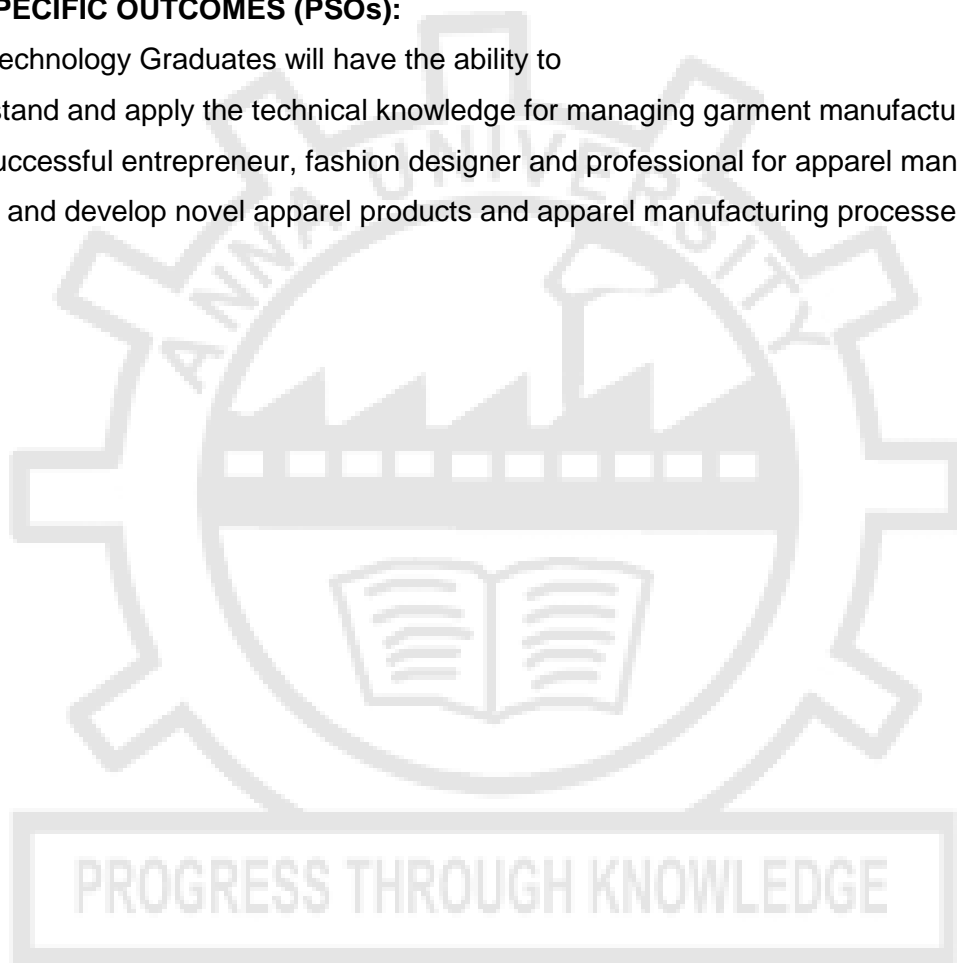 PECIFIC OUTCOMES (PSOs):
echnology Graduates will have the ability to
stand and apply the technical knowledge for managing garment manufactu
uccessful entrepreneur, fashion designer and professional for apparel man
and develop novel apparel products and apparel manufacturing processe
ANNA UNIVERSITY
PROGRESS THROUGH KNOWLEDGE